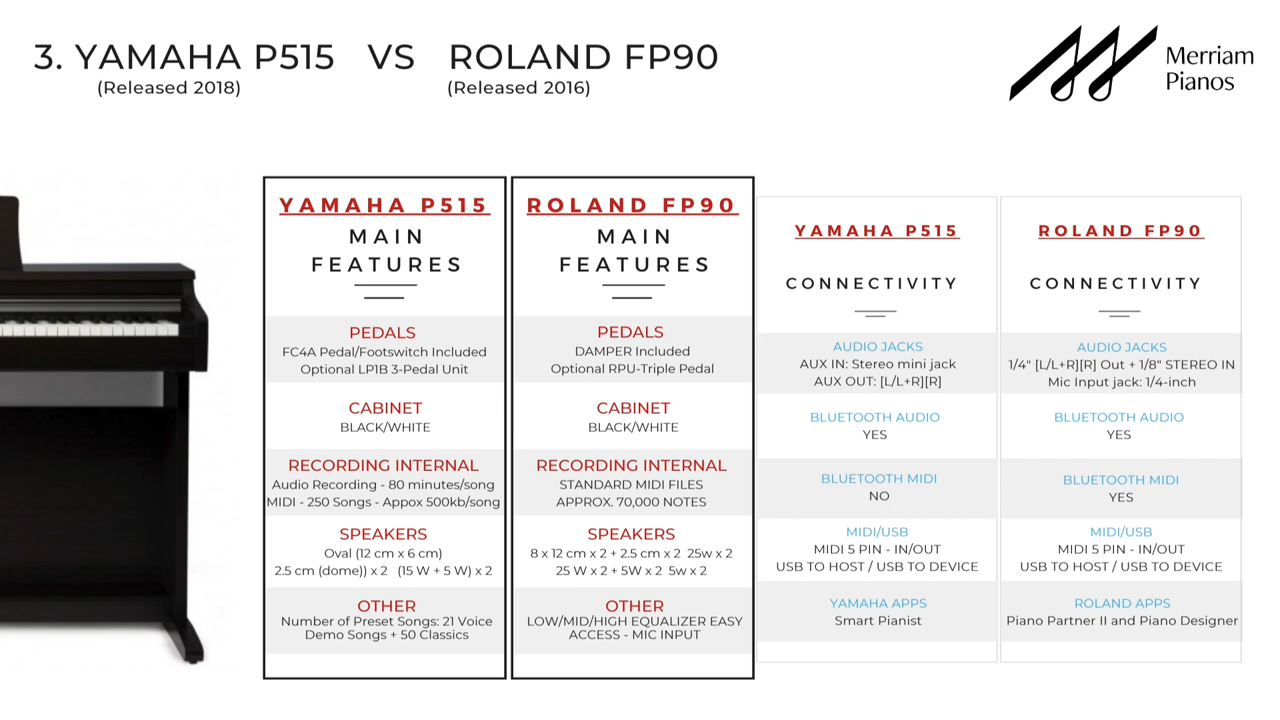 3. YAMAHA P515 VS ROLAND FP90
(Released 2018) (Released 2016)
Merriam
Pianos
YAMAHA P515
MAIN
FEATURES
PEDALS
FC4A Pedal/Footswitch Included
Optional LP1B 3-Pedal Unit
CABINET
BLACK/WHITE
RECORDING INTERNAL
Audio Recording - 80 minutes/song
MIDI - 250 Songs - Appox 500kb/song
SPEAKERS
Oval (12 cm x 6 cm)
2.5 cm (dome)) x 2 (15 W + 5 W) x 2
OTHER
Number of Preset Songs: 21 Voice
Demo Songs + 50 Classics
ROLAND FP90
MAIN
FEATURES
PEDALS
DAMPER Included
Optional RPU-Triple Pedal
CABINET
BLACK/WHITE
RECORDING INTERNAL
STANDARD MIDI FILES
APPROX. 70,000 NOTES
SPEAKERS
8 x 12 cm x 2 + 2.5 cm x 2 25w x 2
25 W x 2 + 5W x 2 5w x 2
OTHER
LOW/MID/HIGH EQUALIZER EASY
ACCESS - MIC INPUT
YAMAHA P515
CONNECTIVITY
AUDIO JACKS
AUX IN: Stereo mini jack
AUX OUT: [L/L+R][R]
BLUETOOTH AUDIO
YES
BLUETOOTH MIDI
NO
MIDI/USB
MIDI 5 PIN - IN/OUT
USB TO HOST / USB TO DEVICE
YAMAHA APPS
Smart Pianist
ROLAND FP90
CONNECTIVITY
AUDIO JACKS
1/4" [L/L+R][R] Out + 1/8" STEREO IN
Mic Input jack: 1/4-inch
BLUETOOTH AUDIO
YES
BLUETOOTH MIDI
YES
MIDI/USB
MIDI 5 PIN - IN/OUT
USB TO HOST / USB TO DEVICE
ROLAND APPS
Piano Partner II and Piano Designer